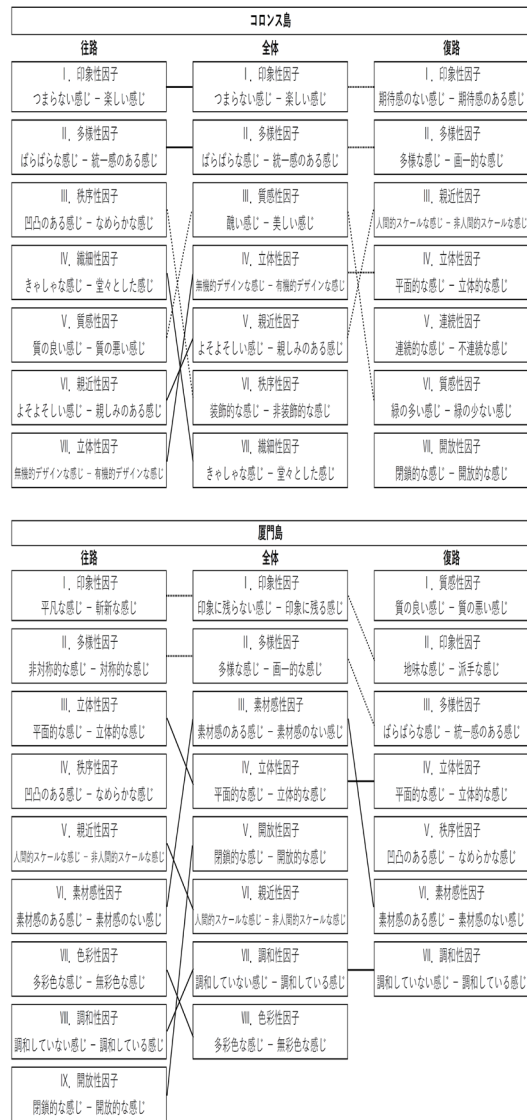 コロンス島
往路
Ⅰ．印象性因子
つまらない感じ − 楽しい感じ
Ⅱ．多様性因子
ばらばらな感じ − 統一感のある感じ
Ⅲ．秩序性因子
凹凸のある感じ − なめらかな感じ
Ⅳ．繊細性因子
きゃしゃな感じ − 堂々とした感じ
Ⅴ．質感性因子
質の良い感じ − 質の悪い感じ
Ⅵ．親近性因子
よそよそしい感じ − 親しみのある感じ
Ⅶ．立体性因子
無機的デザインな感じ − 有機的デザインな感じ
全体
Ⅰ．印象性因子
つまらない感じ − 楽しい感じ
Ⅱ．多様性因子
ばらばらな感じ − 統一感のある感じ
Ⅲ．質感性因子
醜い感じ − 美しい感じ
Ⅳ．立体性因子
無機的デザインな感じ − 有機的デザインな感じ
Ⅴ．親近性因子
よそよそしい感じ − 親しみのある感じ
Ⅵ．秩序性因子
装飾的な感じ − 非装飾的な感じ
Ⅶ．繊細性因子
きゃしゃな感じ − 堂々とした感じ
復路
Ⅰ．印象性因子
期待感のない感じ − 期待感のある感じ
Ⅱ．多様性因子
多様な感じ − 画一的な感じ
Ⅲ．親近性因子
人間的スケールな感じ − 非人間的スケールな感じ
Ⅳ．立体性因子
平面的な感じ − 立体的な感じ
Ⅴ．連続性因子
連続的な感じ − 不連続な感じ
Ⅵ．質感性因子
緑の多い感じ − 緑の少ない感じ
Ⅶ．開放性因子
閉鎖的な感じ − 開放的な感じ
厦門島
往路
Ⅰ．印象性因子
平凡な感じ − 斬新な感じ
Ⅱ．多様性因子
非対称的な感じ − 対称的な感じ
Ⅲ．立体性因子
平面的な感じ − 立体的な感じ
Ⅳ．秩序性因子
凹凸のある感じ − なめらかな感じ
Ⅴ．親近性因子
人間的スケールな感じ − 非人間的スケールな感じ
Ⅵ．素材感性因子
素材感のある感じ − 素材感のない感じ
Ⅶ．色彩性因子
多彩色な感じ − 無彩色な感じ
Ⅷ．調和性因子
調和していない感じ − 調和している感じ
Ⅸ．開放性因子
閉鎖的な感じ − 開放的な感じ
全体
Ⅰ．印象性因子
印象に残らない感じ − 印象に残る感じ
Ⅱ．多様性因子
多様な感じ − 画一的な感じ
Ⅲ．素材感性因子
素材感のある感じ − 素材感のない感じ
Ⅳ．立体性因子
平面的な感じ − 立体的な感じ
Ⅴ．開放性因子
閉鎖的な感じ − 開放的な感じ
Ⅵ．親近性因子
人間的スケールな感じ − 非人間的スケールな感じ
Ⅶ．調和性因子
調和していない感じ − 調和している感じ
Ⅷ．色彩性因子
多彩色な感じ − 無彩色な感じ
復路
Ⅰ．質感性因子
質の良い感じ − 質の悪い感じ
Ⅱ．印象性因子
地味な感じ − 派手な感じ
Ⅲ．多様性因子
ばらばらな感じ − 統一感のある感じ
Ⅳ．立体性因子
平面的な感じ − 立体的な感じ
Ⅴ．秩序性因子
凹凸のある感じ − なめらかな感じ
Ⅵ．素材感性因子
素材感のある感じ − 素材感のない感じ
Ⅶ．調和性因子
調和していない感じ − 調和している感じ